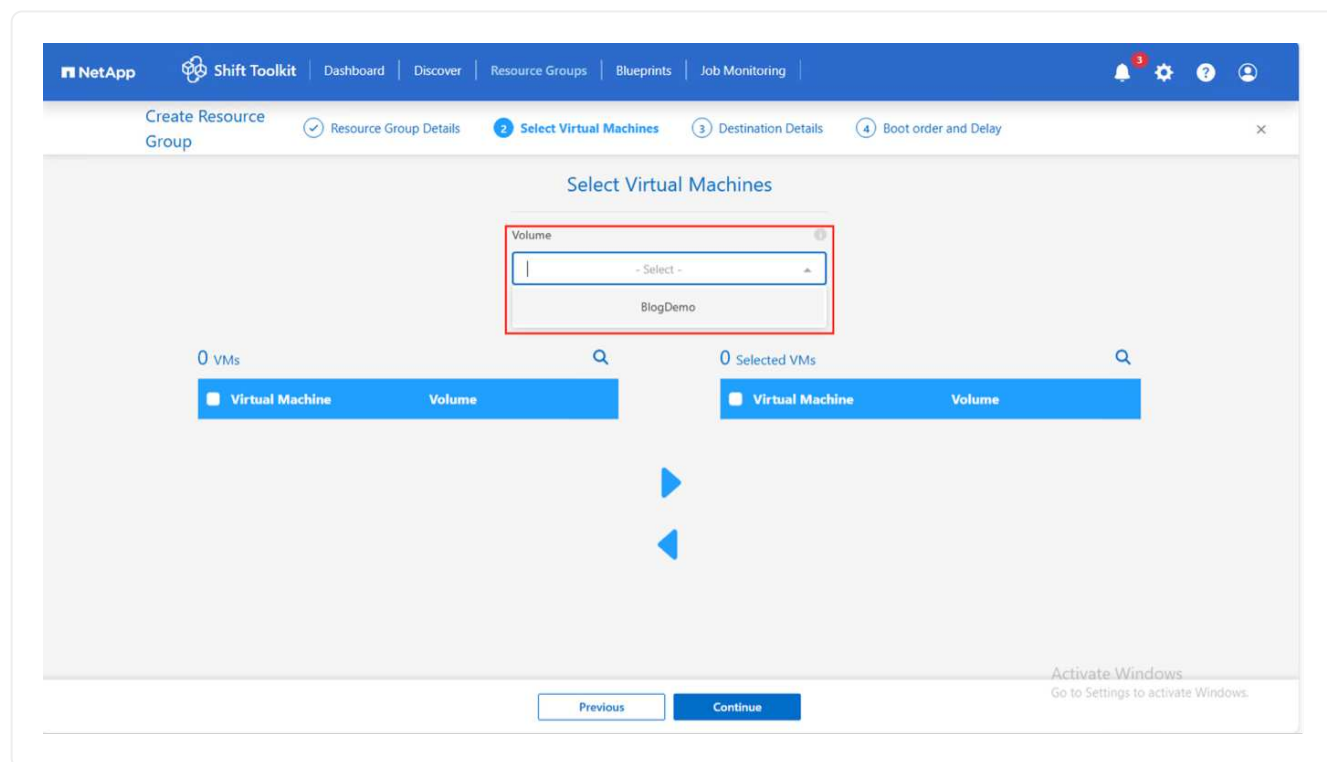 NetApp Shift Toolkit Dashboard Discover Resource Groups Blueprints Job Monitoring 3 ?
Create Resource Group Resource Group Details 2 Select Virtual Machines 3 Destination Details 4 Boot order and Delay
Select Virtual Machines
Volume
- Select -
BlogDemo
0 VMs 0 Selected VMs
Virtual Machine Volume Virtual Machine Volume
Activate Windows
Go to Settings to activate Windows.
Previous Continue